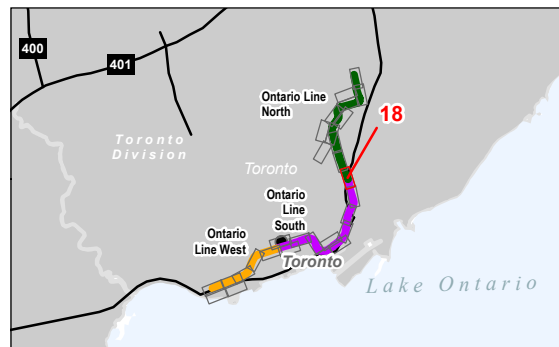 400
401
Ontario Line
North
18
Toronto
Division
Toronto
Ontario
Line
South
Ontario
Line West
Toronto
Lake Ontario